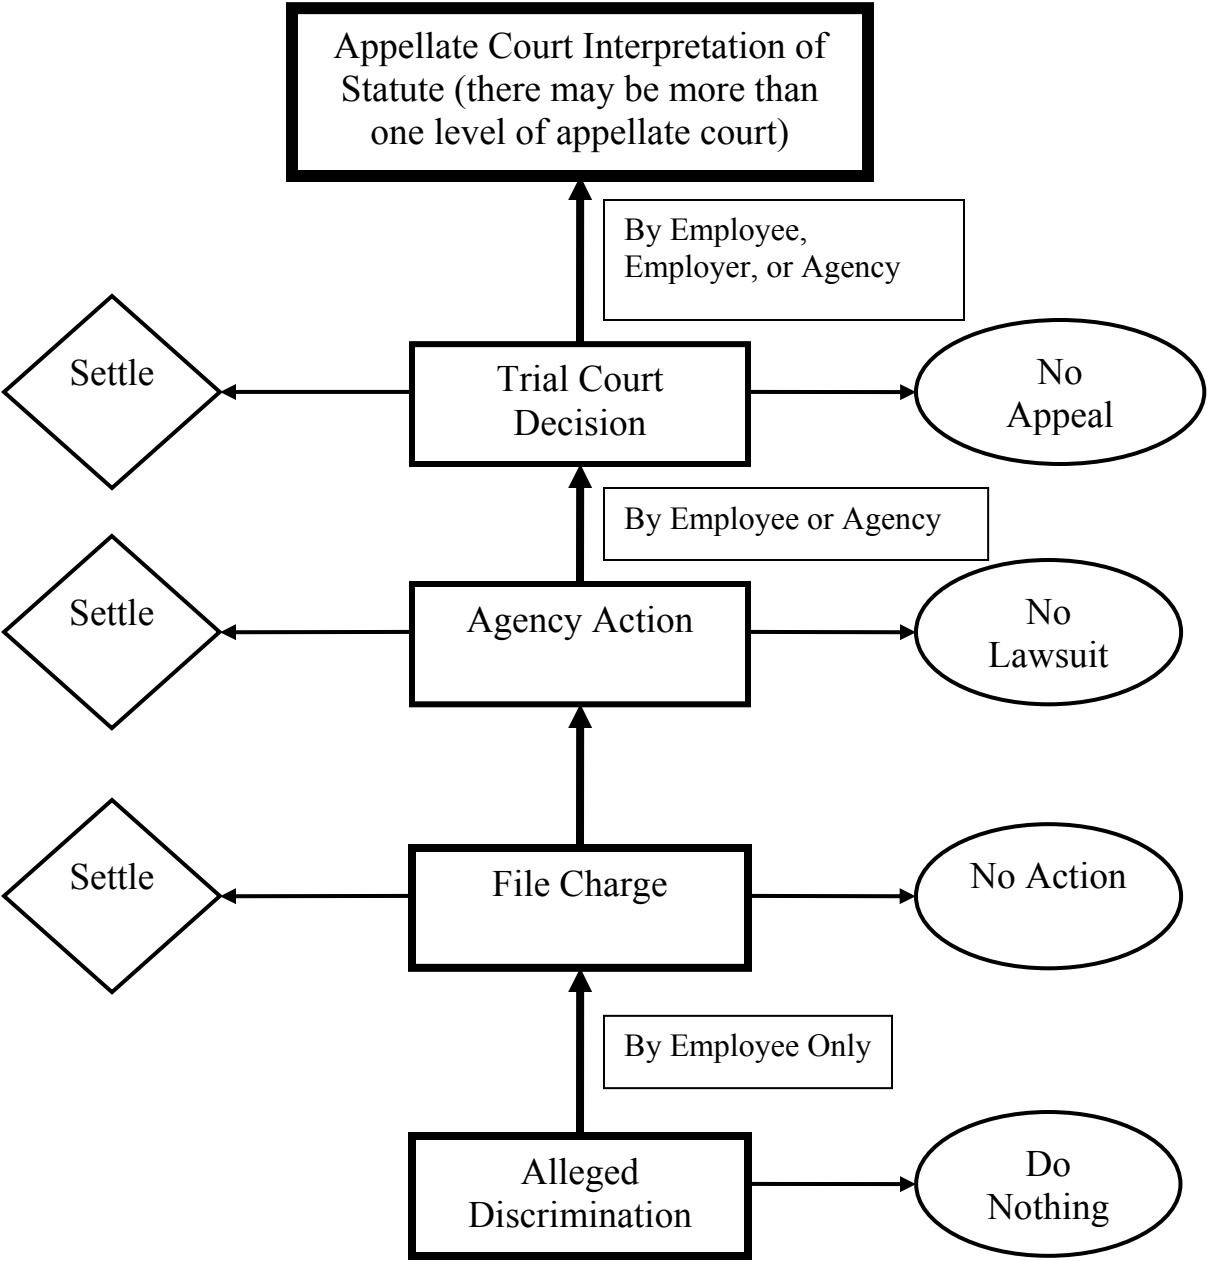 Appellate Court Interpretation of
Statute (there may be more than
one level of appellate court)
By Employee,
Employer, or Agency
Settle
Trial Court
Decision
No
Appeal
By Employee or Agency
Settle
Agency Action
No
Lawsuit
Settle
File Charge
No Action
By Employee Only
Alleged
Discrimination
Do
Nothing